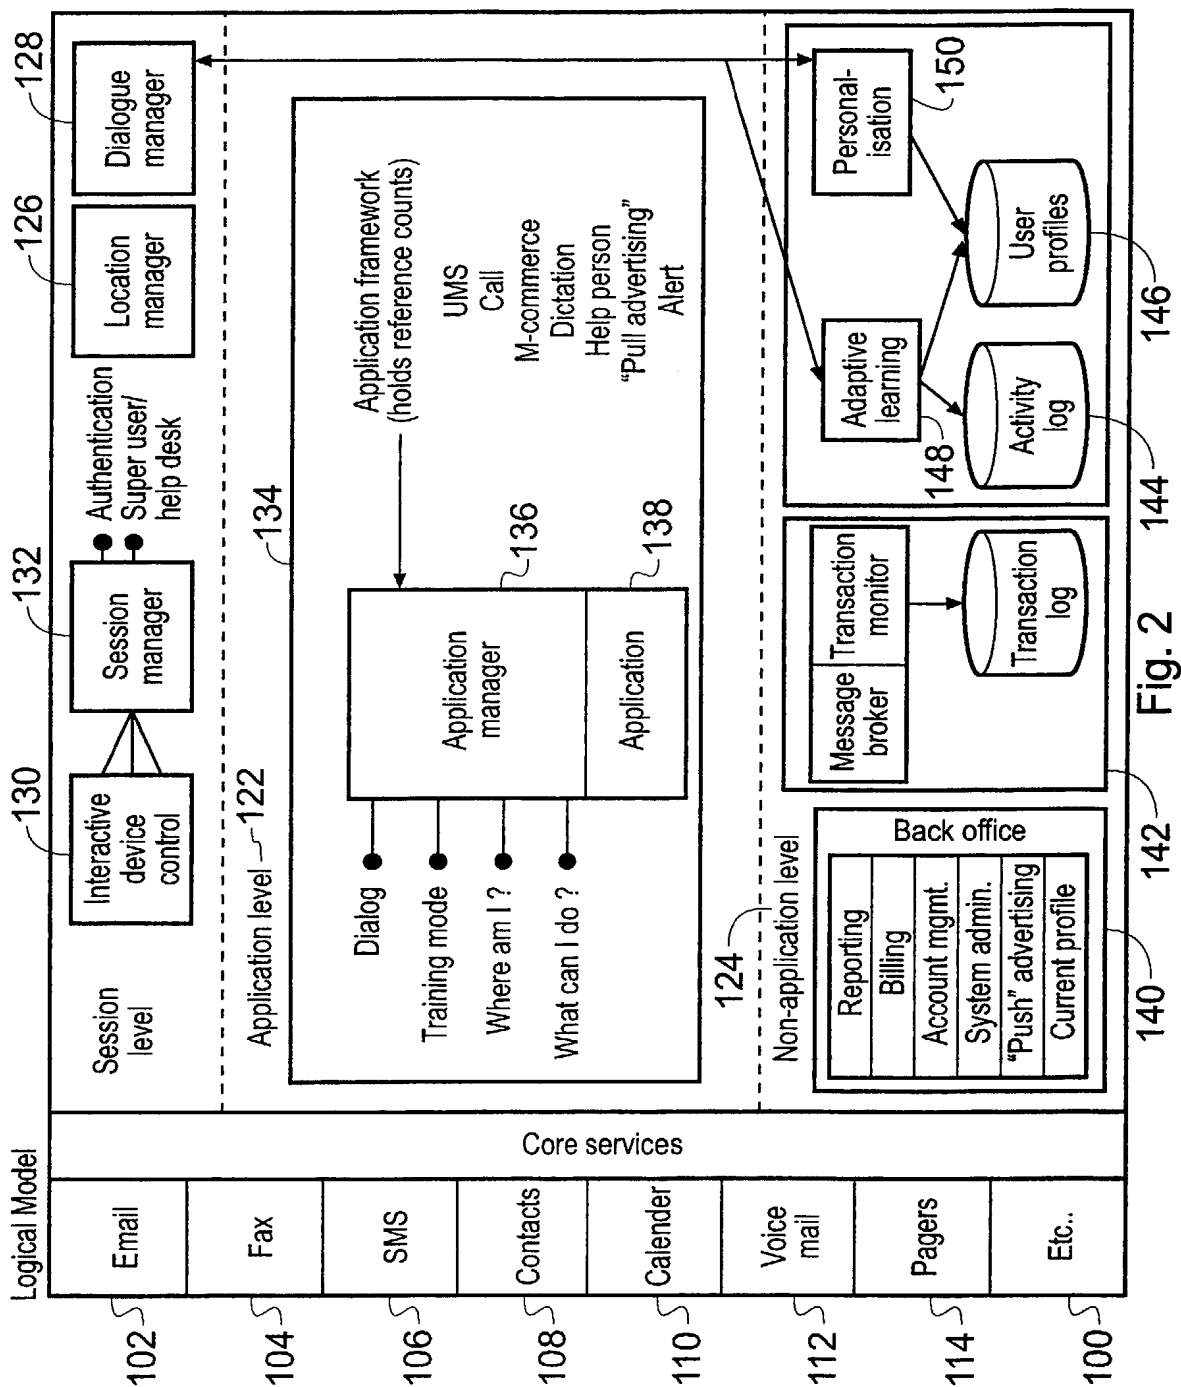 Logical Model
Email
Fax
SMS
Contacts
Calender
Voice
mail
Pagers
Etc..
102
104
106
108
110
112
114
100
Core services
Session
level
Interactive
device
control
130
Session
manager
132
Authentication
Super user/
help desk
Location
manager
126
Dialogue
manager
128
Application level
122
134
Dialog
Training mode
Where am I ?
What can I do ?
Application
manager
136
Application
138
Application framework
(holds reference counts)
UMS
Call
M-commerce
Dictation
Help person
“Pull advertising”
Alert
Non-application level
124
Back office
Reporting
Billing
Account mgmt.
System admin.
“Push” advertising
Current profile
140
Message
broker
Transaction
monitor
Transaction
log
142
Adaptive
learning
148
Personal-
isation
150
Activity
log
144
User
profiles
146
Fig. 2